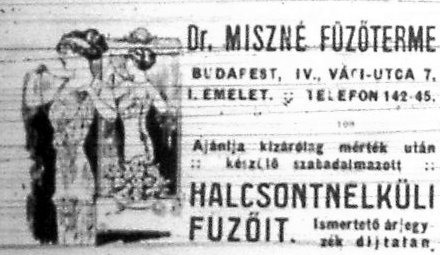 Dr. MISZNÉ FŰZŐTERME
BUDAPEST, IV., VÁCI-UTCA 7.
I. EMELET. :: TELEFON 142-45.
Ajánlja kizárólag mérték után
:: készülő szabadalmazott ::
HALCSONTNELKÜLI
FUZŐIT.
Ismertető árjegy
zék díjtalan.